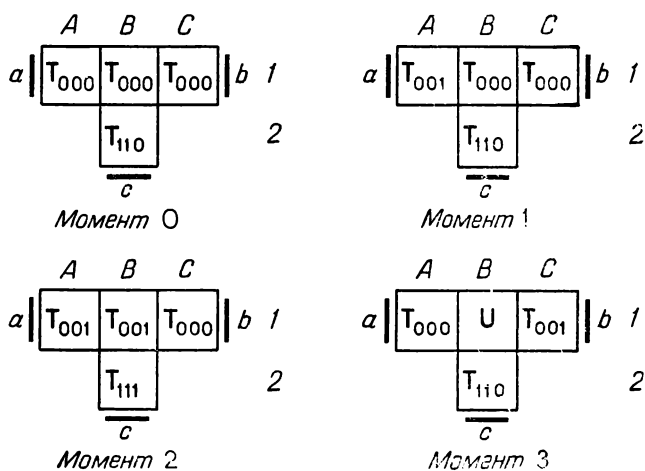 A B C A B C
a T000 T000 T000 b 1 a T001 T000 T000 b 1
T110 2 T110 2
c c
Момент 0 Момент 1
A B C A B C
a T001 T001 T000 b 1 a T000 U T001 b 1
T111 2 T110 2
c c
Момент 2 Момент 3